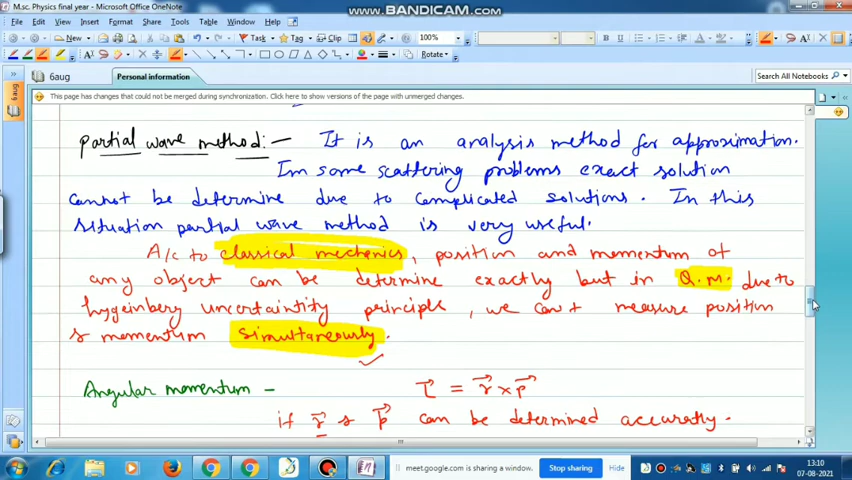 M.sc. Physics final year - Microsoft Office OneNote
WWW.BANDICAM.COM
File Edit View Insert Format Share Tools Table Window Help
New Task Tag Clip 100% B I U
Rotate
6aug Personal information Search All Notebooks
This page has changes that could not be merged during synchronization. Click here to show versions of the page with unmerged changes.
6aug
partial wave method:- It is an analysis method for approximation.
Im some scattering problems exact solution
cannot be determine due to complicated solutions. In this
situation partial wave method is very useful.
A/c to classical mechenics, position and momentum of
any object can be determine exactly but in Q.M. due to
hygeinberg uncertaintity principle, we can't measure position
& momentum simultaneously.
Angular momentum - L = r x p
if r & p can be determined accurately.
meet.google.com is sharing a window. Stop sharing Hide
13:10
07-08-2021